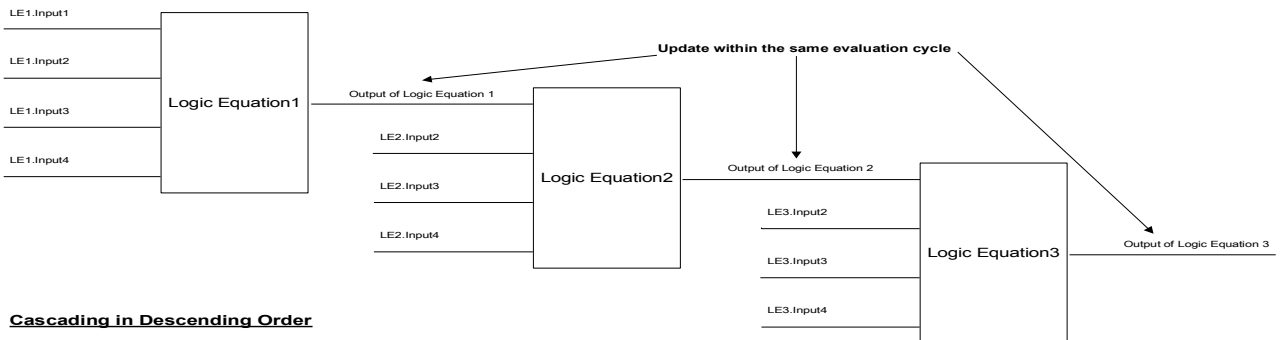 LE1.Input1
LE1.Input2
LE1.Input3
LE1.Input4
Logic Equation1
Update within the same evaluation cycle
Output of Logic Equation 1
LE2.Input2
LE2.Input3
LE2.Input4
Logic Equation2
Output of Logic Equation 2
LE3.Input2
LE3.Input3
LE3.Input4
Logic Equation3
Output of Logic Equation 3
Cascading in Descending Order